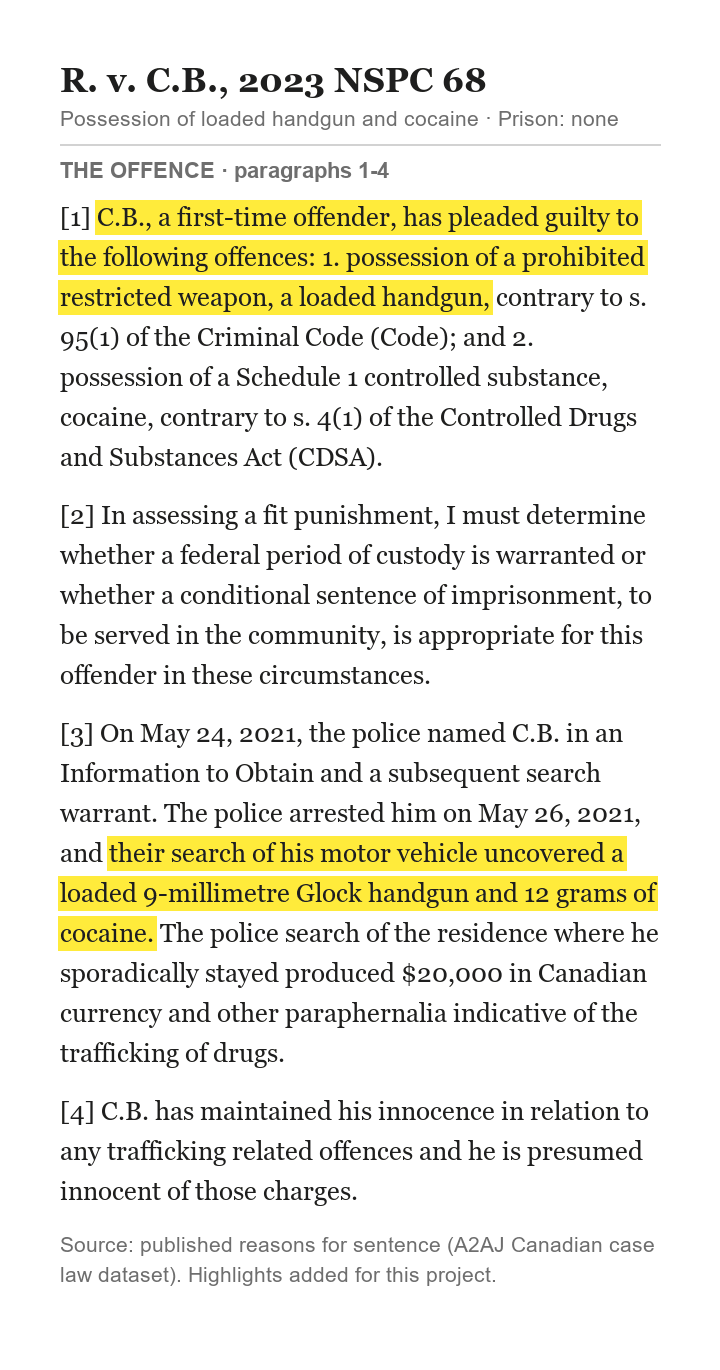 R. v. C.B., 2023 NSPC 68
Possession of loaded handgun and cocaine · Prison: none
THE OFFENCE · paragraphs 1-4
[1] C.B., a first-time offender, has pleaded guilty to
the following offences: 1. possession of a prohibited
restricted weapon, a loaded handgun, contrary to s.
95(1) of the Criminal Code (Code); and 2.
possession of a Schedule 1 controlled substance,
cocaine, contrary to s. 4(1) of the Controlled Drugs
and Substances Act (CDSA).
[2] In assessing a fit punishment, I must determine
whether a federal period of custody is warranted or
whether a conditional sentence of imprisonment, to
be served in the community, is appropriate for this
offender in these circumstances.
[3] On May 24, 2021, the police named C.B. in an
Information to Obtain and a subsequent search
warrant. The police arrested him on May 26, 2021,
and their search of his motor vehicle uncovered a
loaded 9-millimetre Glock handgun and 12 grams of
cocaine. The police search of the residence where he
sporadically stayed produced $20,000 in Canadian
currency and other paraphernalia indicative of the
trafficking of drugs.
[4] C.B. has maintained his innocence in relation to
any trafficking related offences and he is presumed
innocent of those charges.
Source: published reasons for sentence (A2AJ Canadian case
law dataset). Highlights added for this project.